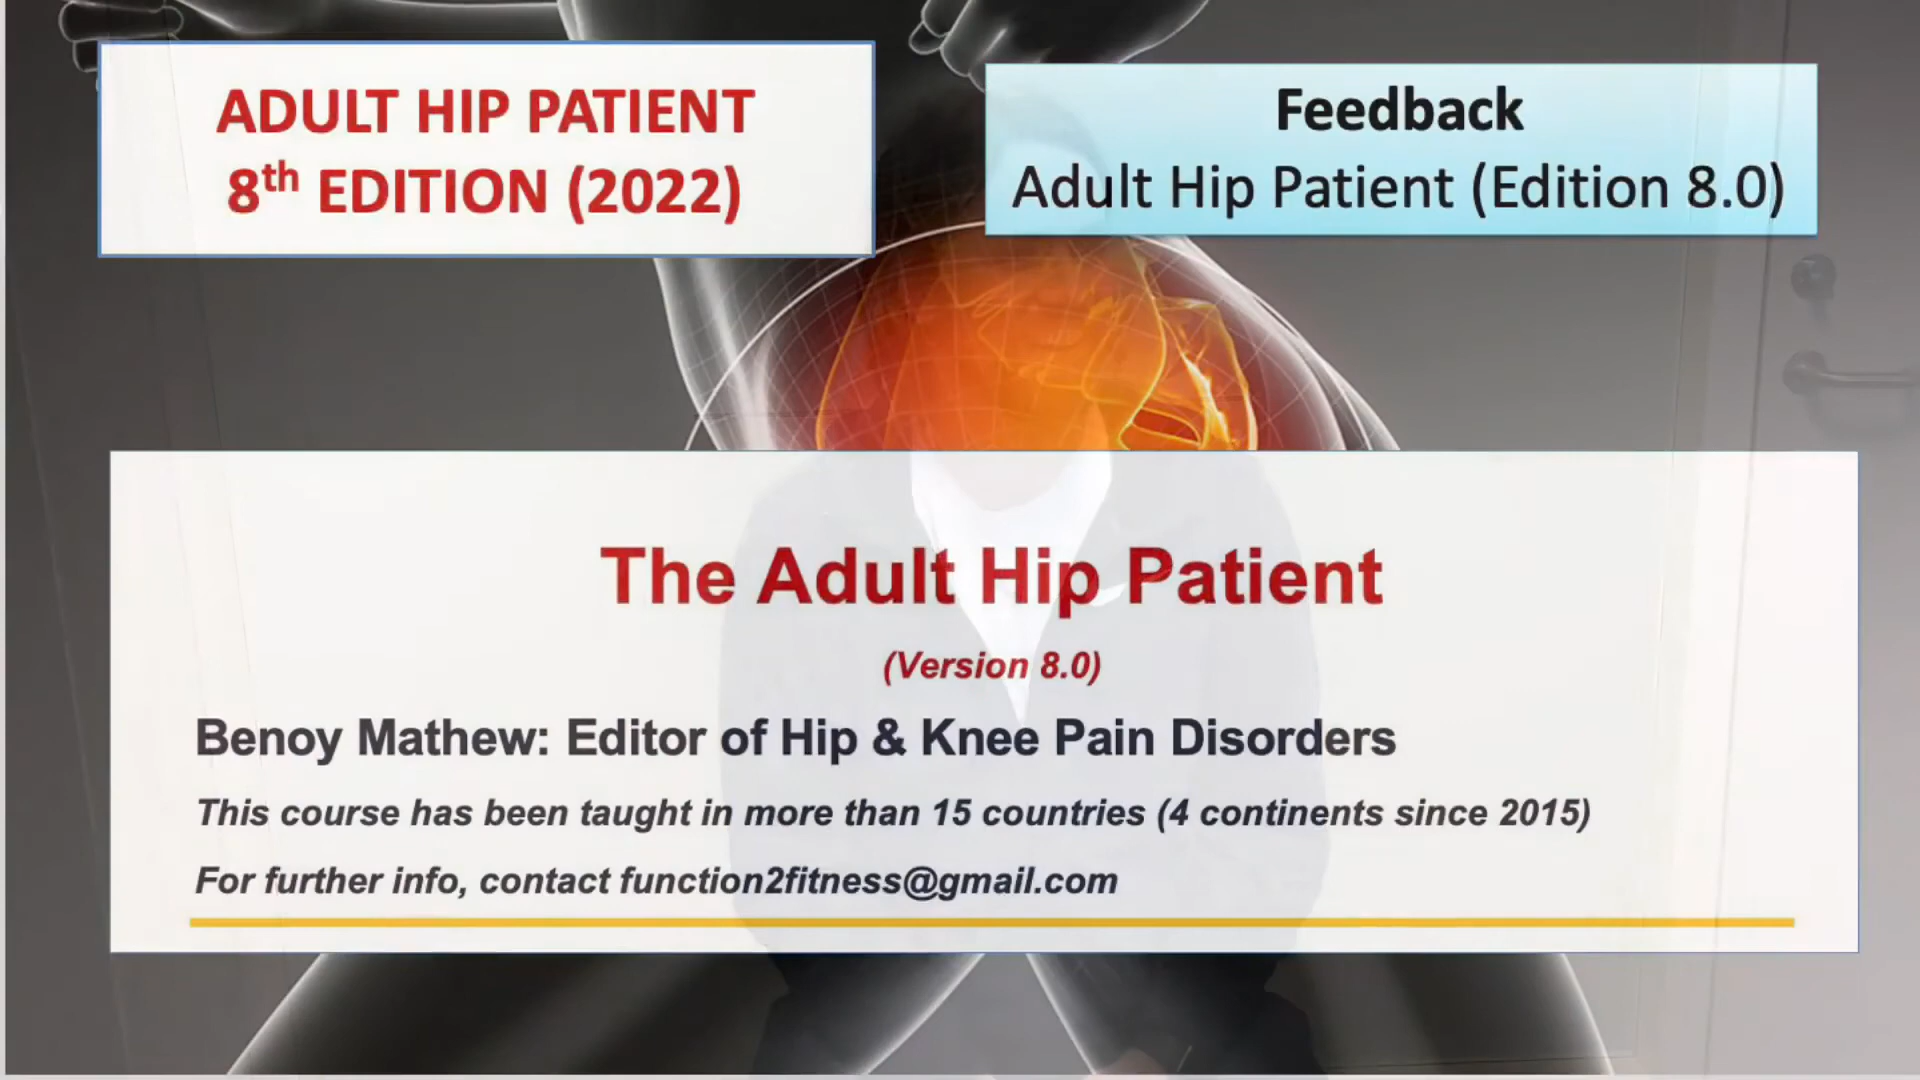 ADULT HIP PATIENT
8th EDITION (2022)
Feedback
Adult Hip Patient (Edition 8.0)
The Adult Hip Patient
(Version 8.0)
Benoy Mathew: Editor of Hip & Knee Pain Disorders
This course has been taught in more than 15 countries (4 continents since 2015)
For further info, contact function2fitness@gmail.com